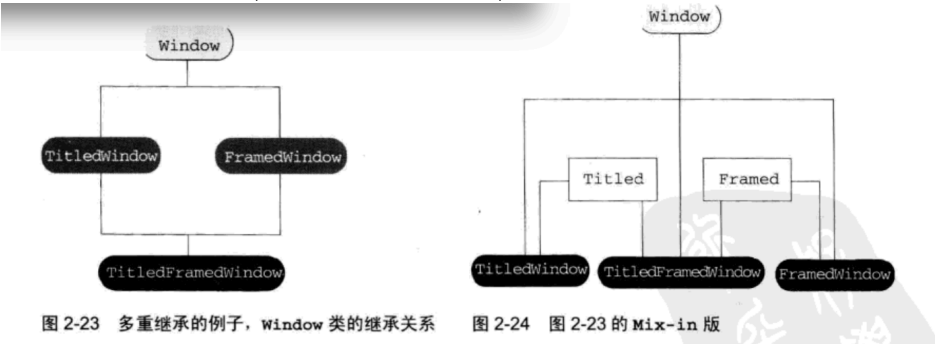 Window
TitledWindow
FramedWindow
TitledFramedWindow
图 2-23 多重继承的例子，Window 类的继承关系
Window
Titled
Framed
TitledWindow
TitledFramedWindow
FramedWindow
图 2-24 图 2-23 的 Mix-in 版